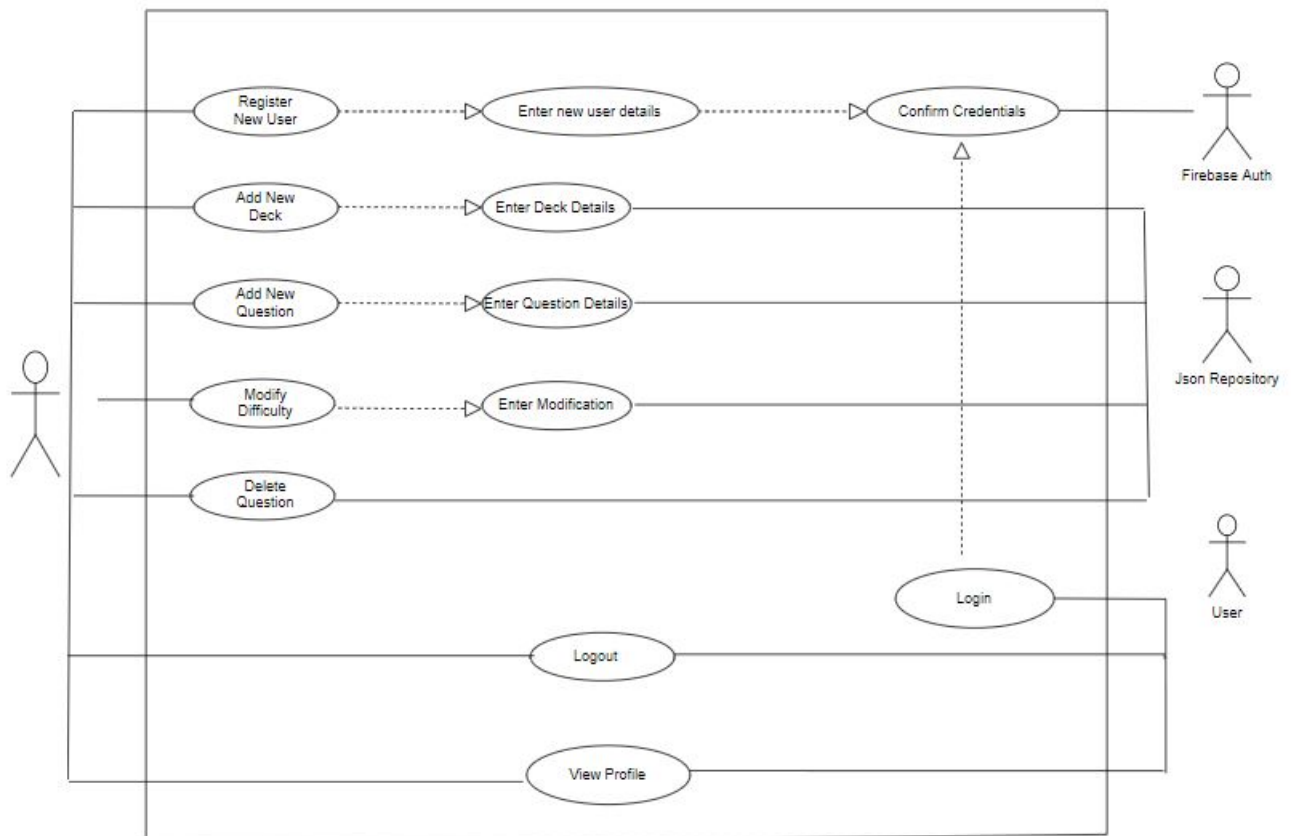 Register
New User
Enter new user details
Confirm Credentials
Firebase Auth
Add New
Deck
Enter Deck Details
Add New
Question
Enter Question Details
Json Repository
Modify
Difficulty
Enter Modification
Delete
Question
Login
User
Logout
View Profile